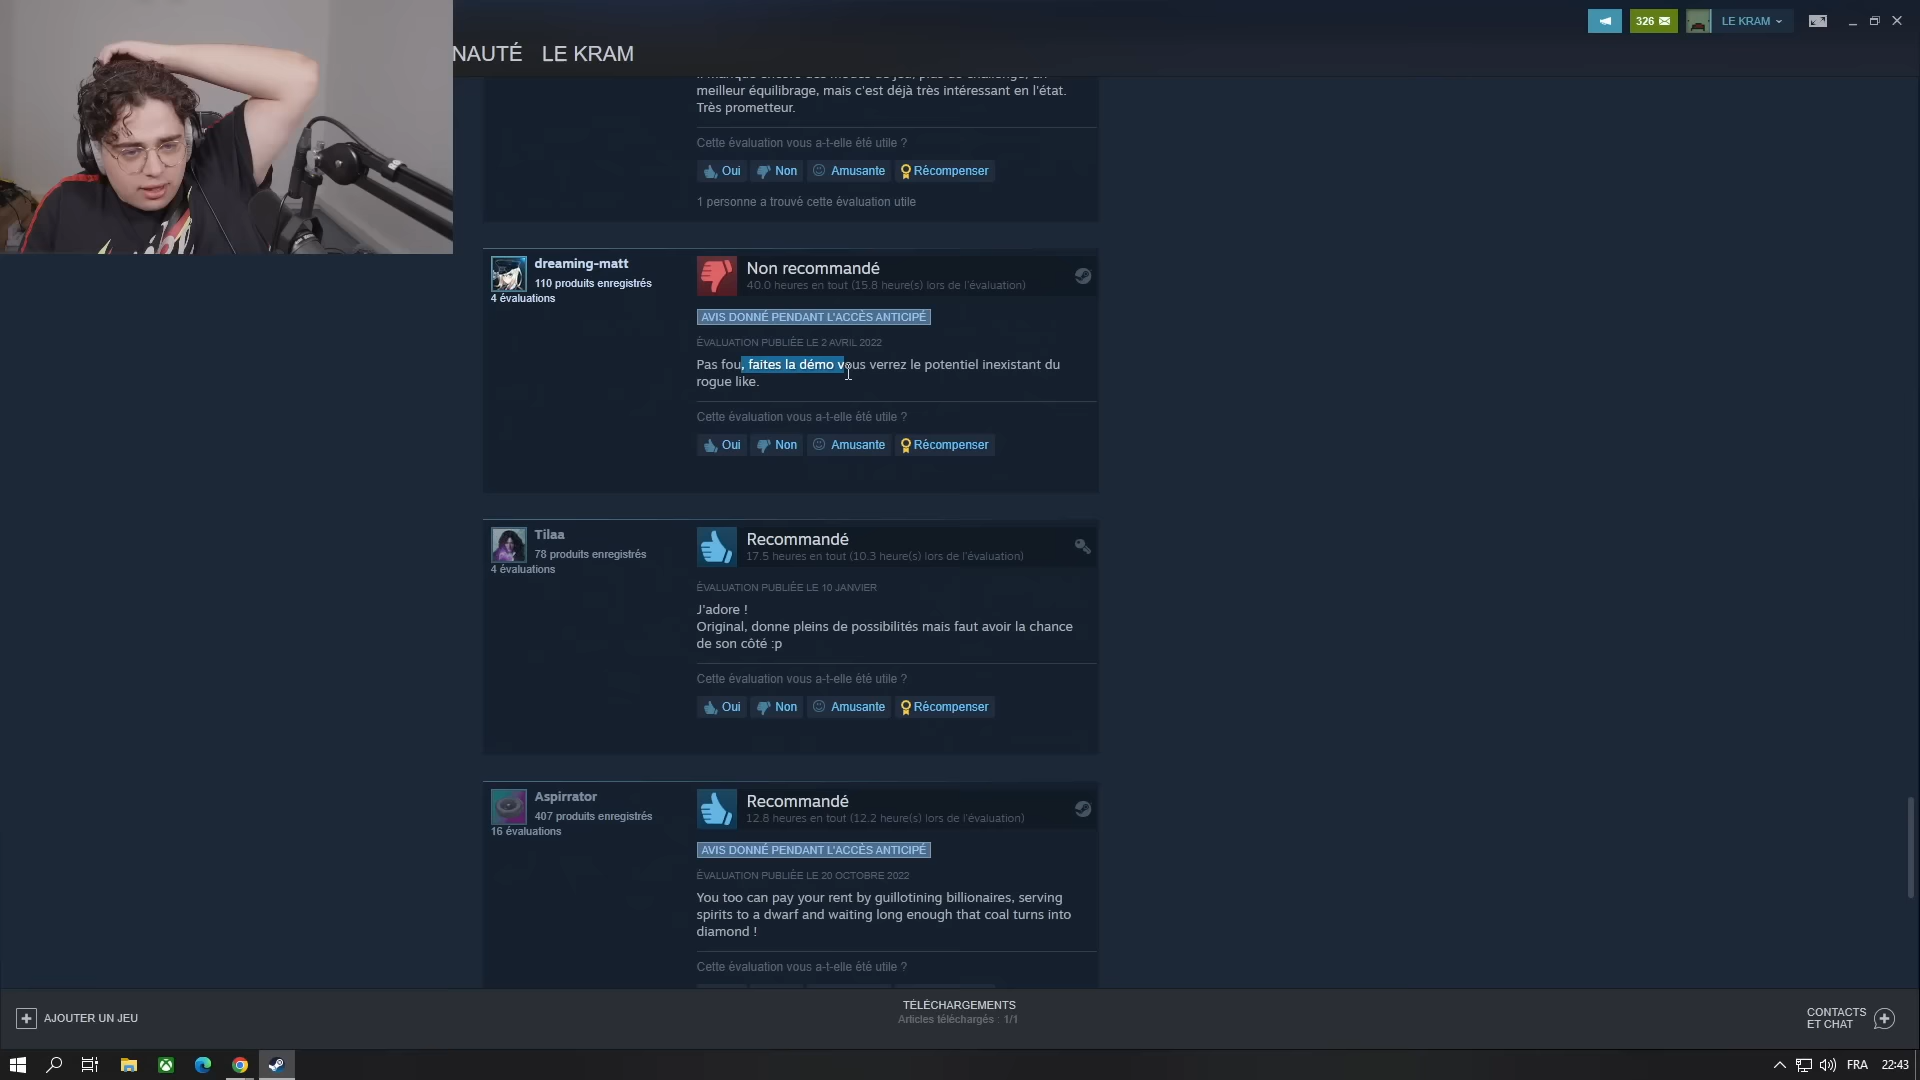 326
LE KRAM
NAUTÉ LE KRAM
meilleur équilibrage, mais c'est déjà très intéressant en l'état.
Très prometteur.
Cette évaluation vous a-t-elle été utile ?
Oui Non Amusante Récompenser
1 personne a trouvé cette évaluation utile
dreaming-matt
110 produits enregistrés
4 évaluations
Non recommandé
40.0 heures en tout (15.8 heure(s) lors de l'évaluation)
AVIS DONNÉ PENDANT L'ACCÈS ANTICIPÉ
ÉVALUATION PUBLIÉE LE 2 AVRIL 2022
Pas fou, faites la démo vous verrez le potentiel inexistant du
rogue like.
Cette évaluation vous a-t-elle été utile ?
Oui Non Amusante Récompenser
Tilaa
78 produits enregistrés
4 évaluations
Recommandé
17.5 heures en tout (10.3 heure(s) lors de l'évaluation)
ÉVALUATION PUBLIÉE LE 10 JANVIER
J'adore !
Original, donne pleins de possibilités mais faut avoir la chance
de son côté :p
Cette évaluation vous a-t-elle été utile ?
Oui Non Amusante Récompenser
Aspirrator
407 produits enregistrés
16 évaluations
Recommandé
12.8 heures en tout (12.2 heure(s) lors de l'évaluation)
AVIS DONNÉ PENDANT L'ACCÈS ANTICIPÉ
ÉVALUATION PUBLIÉE LE 20 OCTOBRE 2022
You too can pay your rent by guillotining billionaires, serving
spirits to a dwarf and waiting long enough that coal turns into
diamond !
Cette évaluation vous a-t-elle été utile ?
AJOUTER UN JEU
TÉLÉCHARGEMENTS
Articles téléchargés : 1/1
CONTACTS
ET CHAT
FRA
22:43